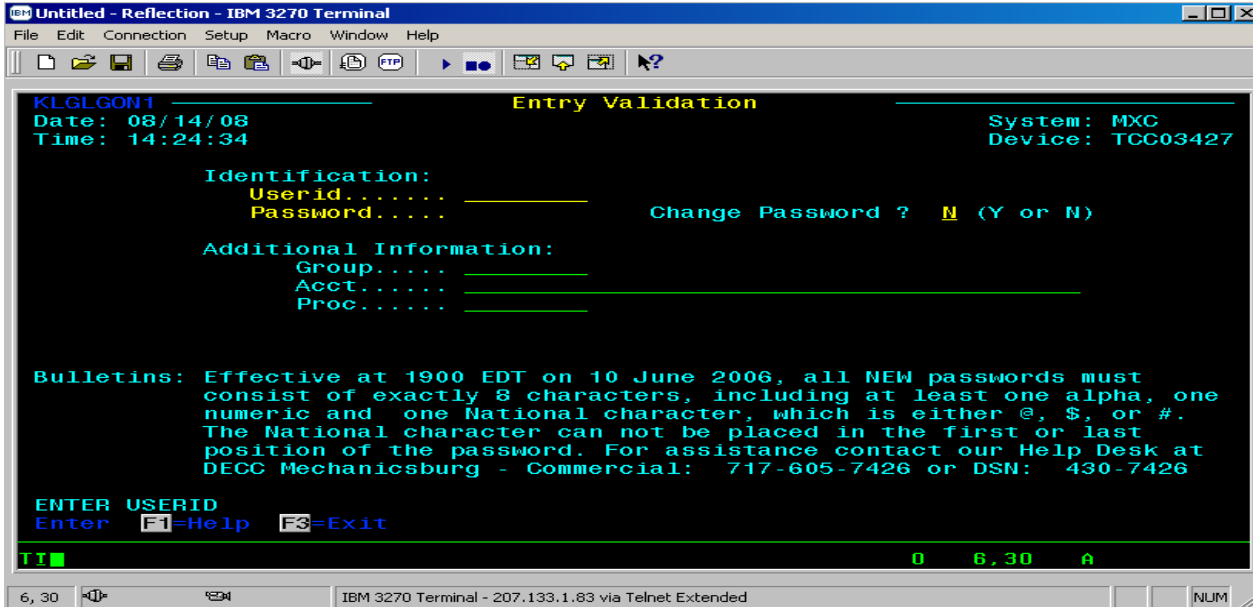 IBM Untitled - Reflection - IBM 3270 Terminal
File Edit Connection Setup Macro Window Help
FTP
KLGLGON1 Entry Validation
Date: 08/14/08 System: MXC
Time: 14:24:34 Device: TCC03427
Identification:
Userid.......
Password..... Change Password ? N (Y or N)
Additional Information:
Group.....
Acct......
Proc......
Bulletins: Effective at 1900 EDT on 10 June 2006, all NEW passwords must
consist of exactly 8 characters, including at least one alpha, one
numeric and one National character, which is either @, $, or #.
The National character can not be placed in the first or last
position of the password. For assistance contact our Help Desk at
DECC Mechanicsburg - Commercial: 717-605-7426 or DSN: 430-7426
ENTER USERID
Enter F1=Help F3=Exit
TI O 6,30 A
6, 30 IBM 3270 Terminal - 207.133.1.83 via Telnet Extended NUM